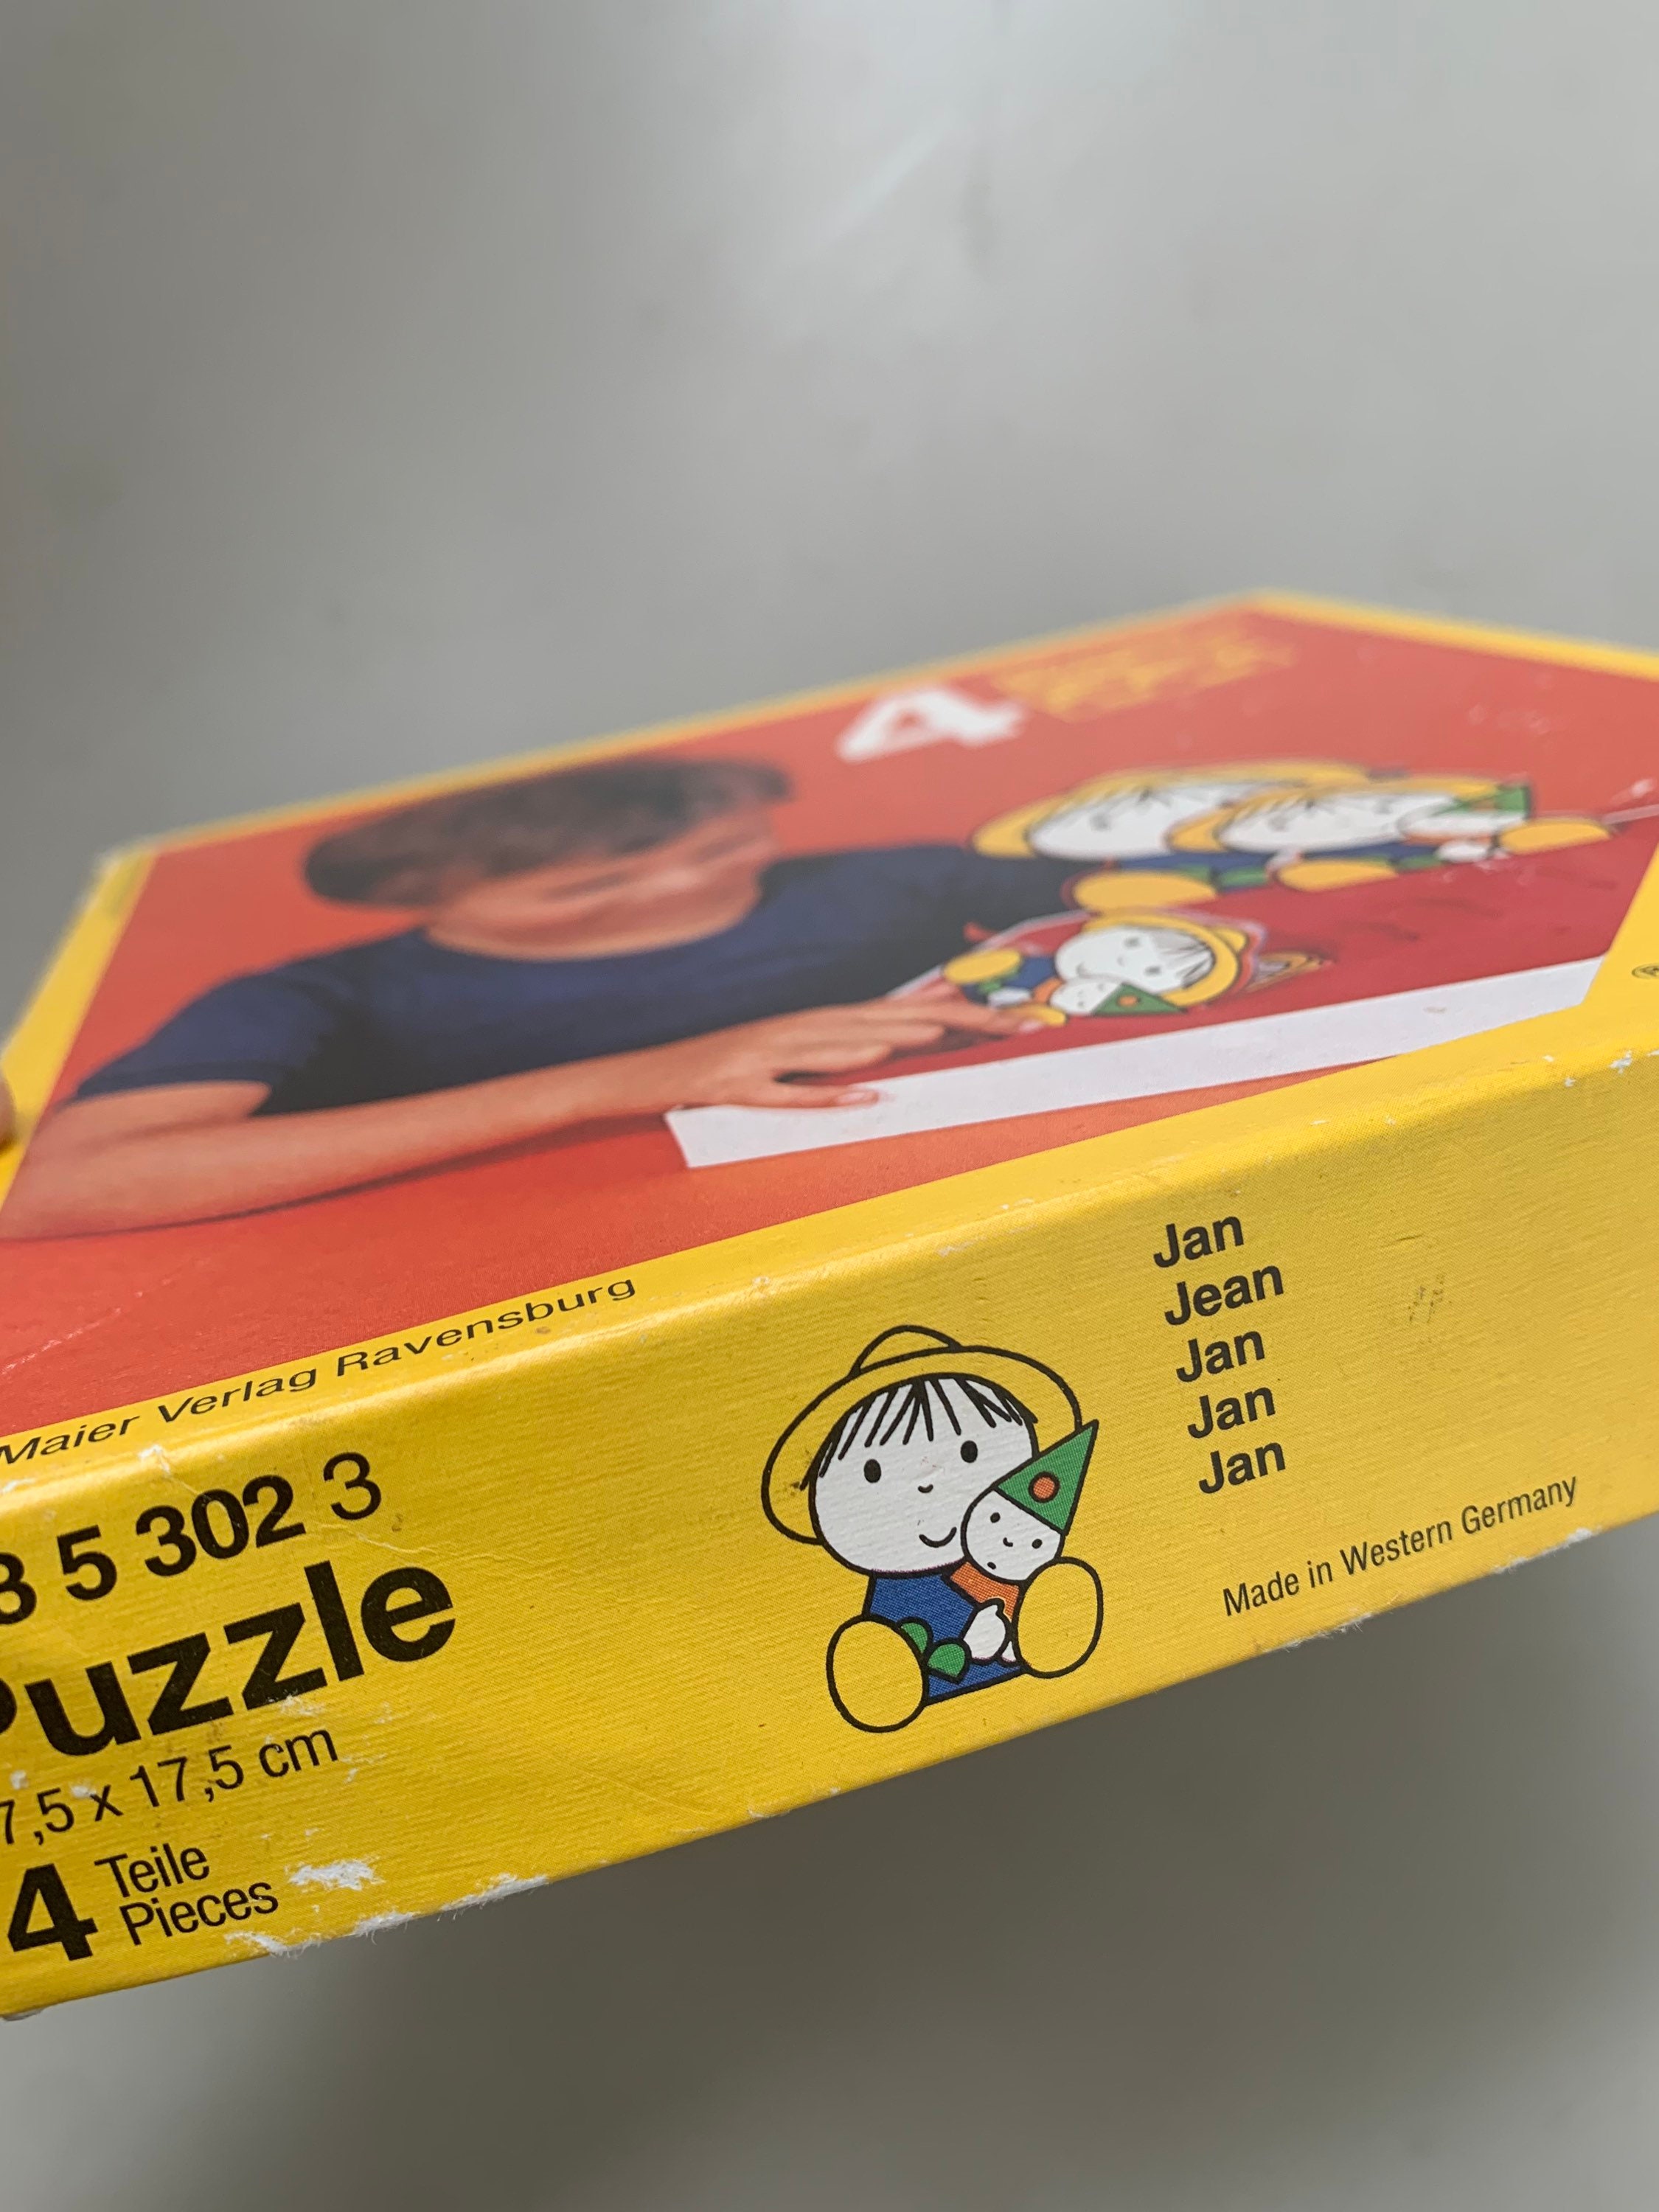 4
Maier Verlag Ravensburg
5 302 3
Puzzle
7,5 x 17,5 cm
4 Teile
Pieces
Jan
Jean
Jan
Jan
Jan
Made in Western Germany
®